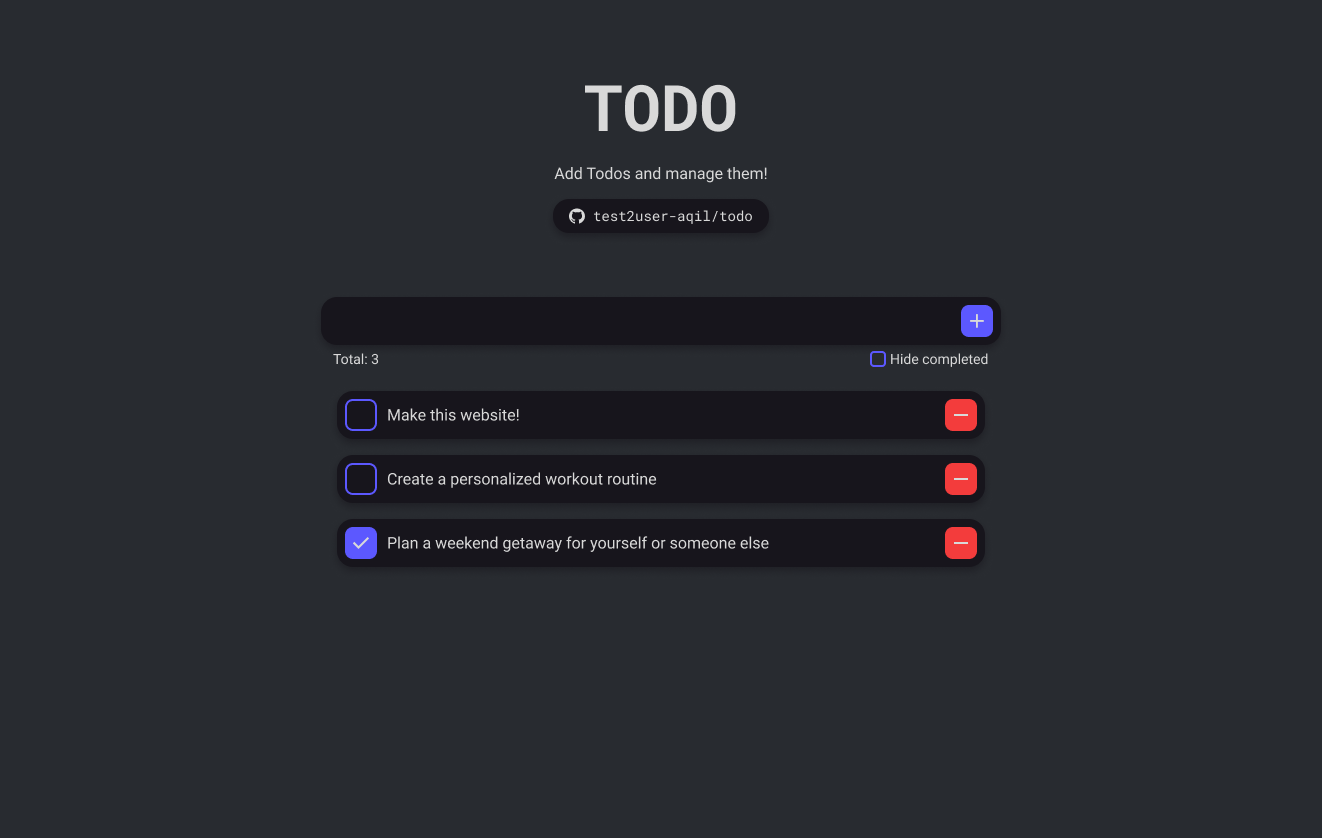 TODO
Add Todos and manage them!
test2user-aqil/todo
Total: 3
Hide completed
Make this website!
Create a personalized workout routine
Plan a weekend getaway for yourself or someone else